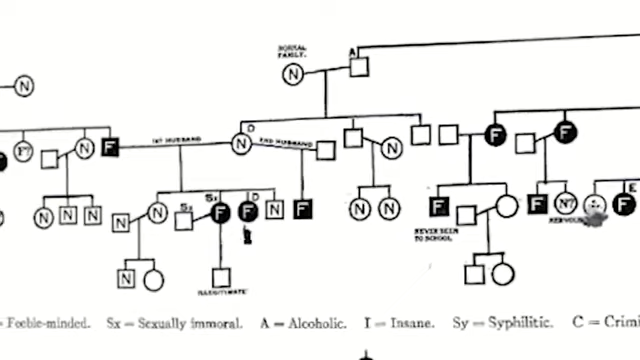 NORMAL
FAMILY.
A
N
N
N
D
1ST HUSBAND
2ND HUSBAND
F?
N
F
N
N
F
F
Sx
D
E
N
N
N
N
N
Sx
F
F
N
F
N
N
F
F
N?
F
NERVOUS
NEVER BEEN
TO SCHOOL
N
ILLEGITIMATE
= Feeble-minded. Sx = Sexually immoral. A = Alcoholic. I = Insane. Sy = Syphilitic. C = Crimi